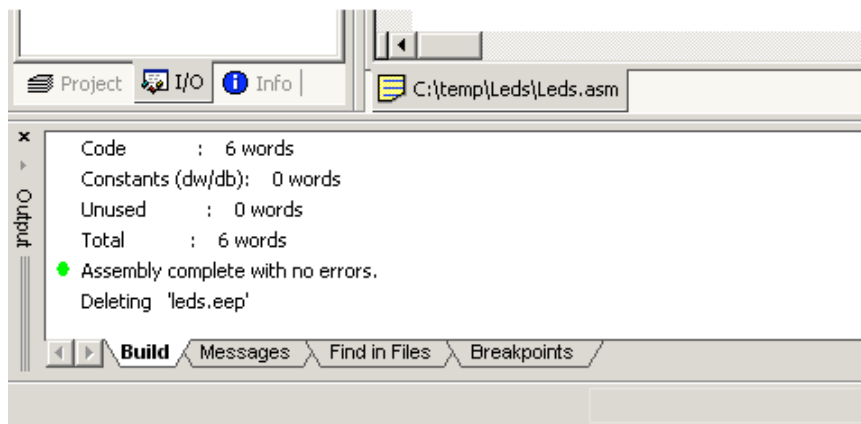 Project I/O Info
C:\temp\Leds\Leds.asm
Output
Code : 6 words
Constants (dw/db): 0 words
Unused : 0 words
Total : 6 words
Assembly complete with no errors.
Deleting 'leds.eep'
Build Messages Find in Files Breakpoints